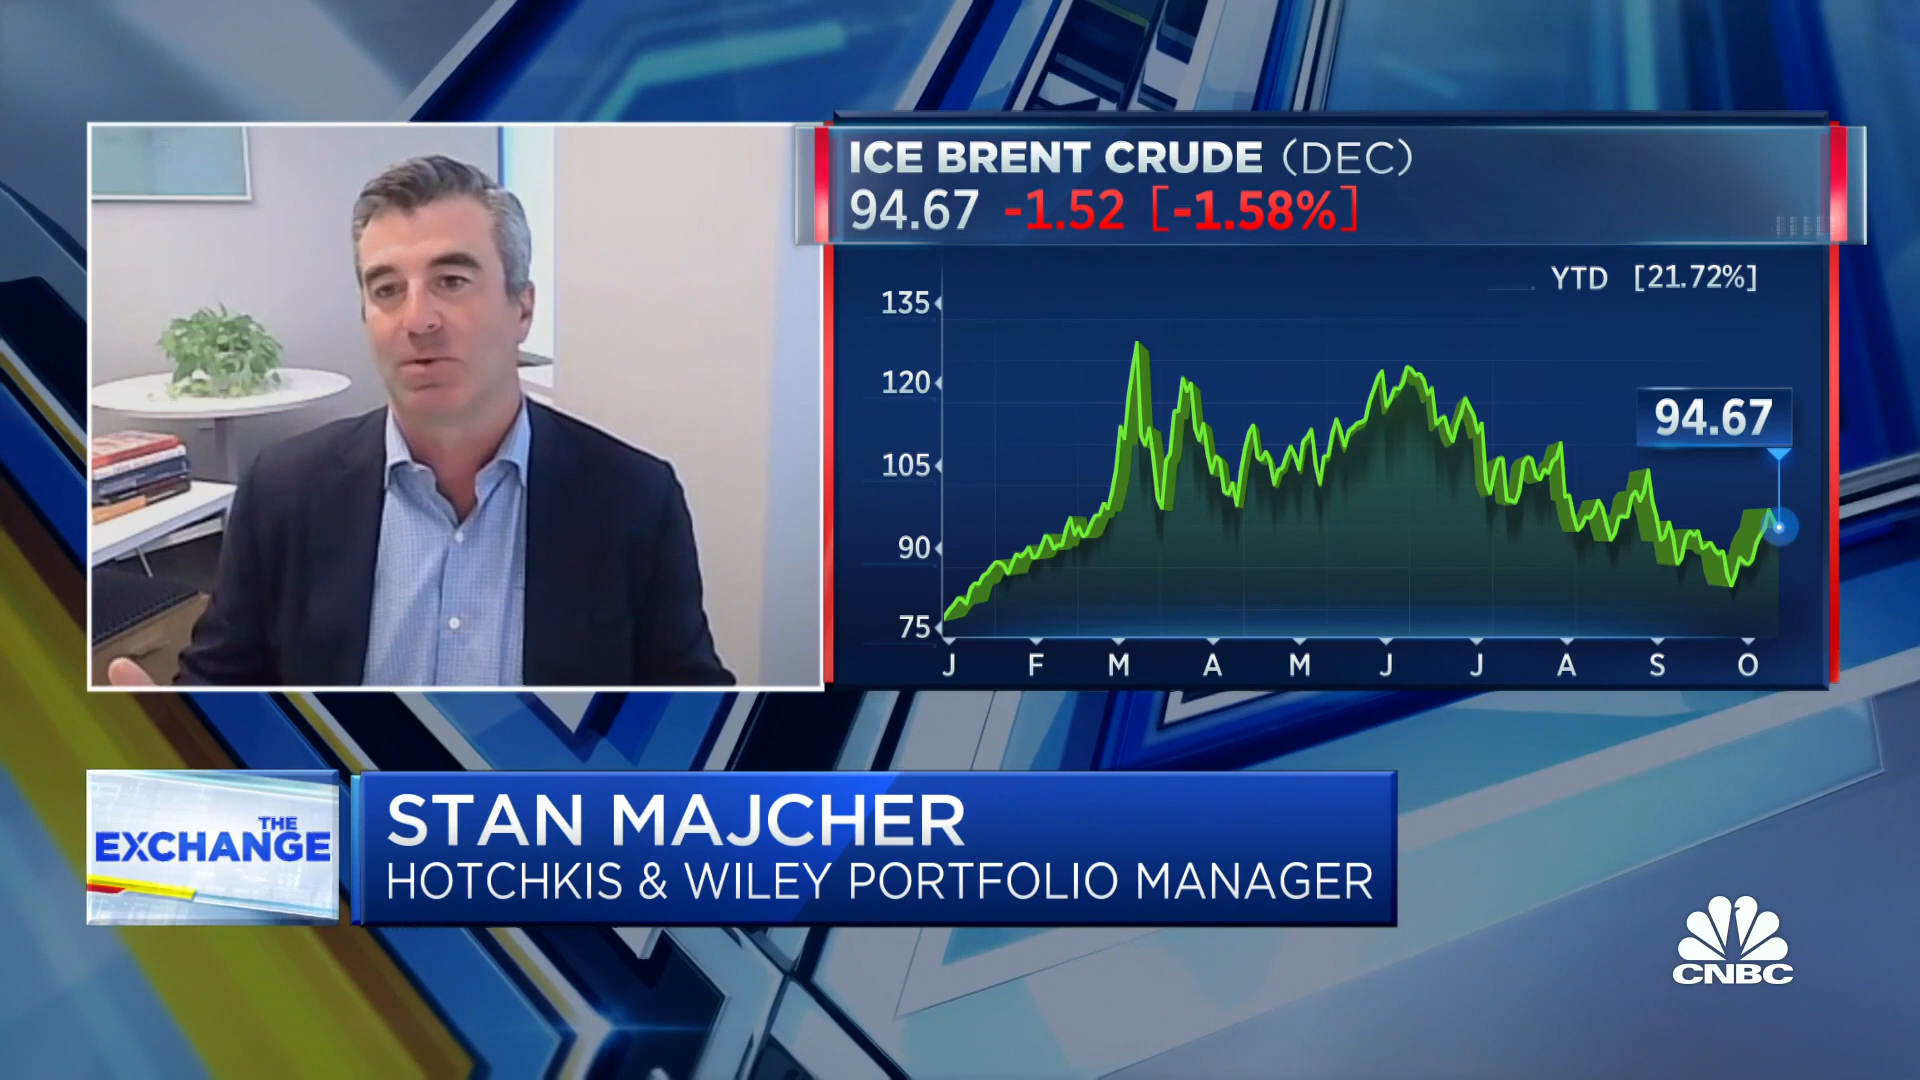 ICE BRENT CRUDE (DEC)
94.67 -1.52 [-1.58%]
YTD [21.72%]
135
120
105
90
75
94.67
J F M A M J J A S O
THE
EXCHANGE
STAN MAJCHER
HOTCHKIS & WILEY PORTFOLIO MANAGER
CNBC